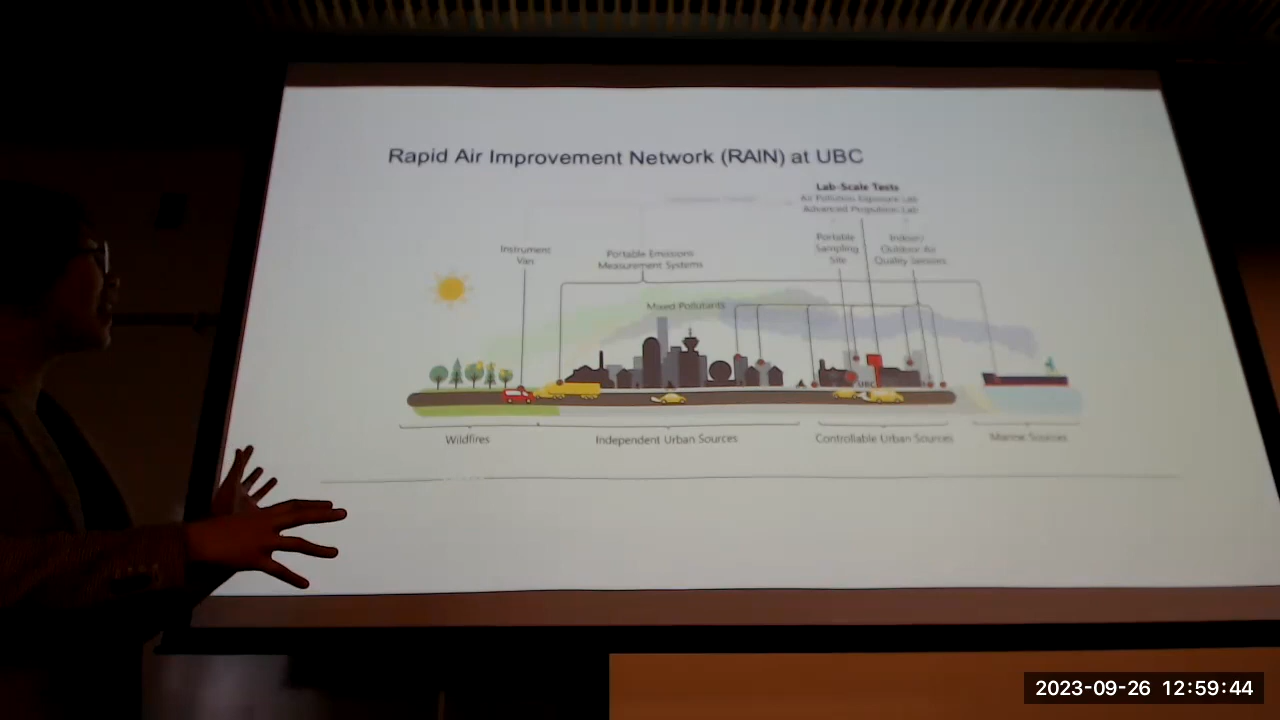 Rapid Air Improvement Network (RAIN) at UBC
Lab-Scale Tests
Air Pollution Exposure Lab
Advanced Propulsion Lab
Instrument
Van
Portable Emissions
Measurement Systems
Portable
Sampling
Site
Indoor/
Outdoor Air
Quality Sensors
Mixed Pollutants
UBC
Wildfires
Independent Urban Sources
Controllable Urban Sources
Marine Sources
2023-09-26 12:59:44